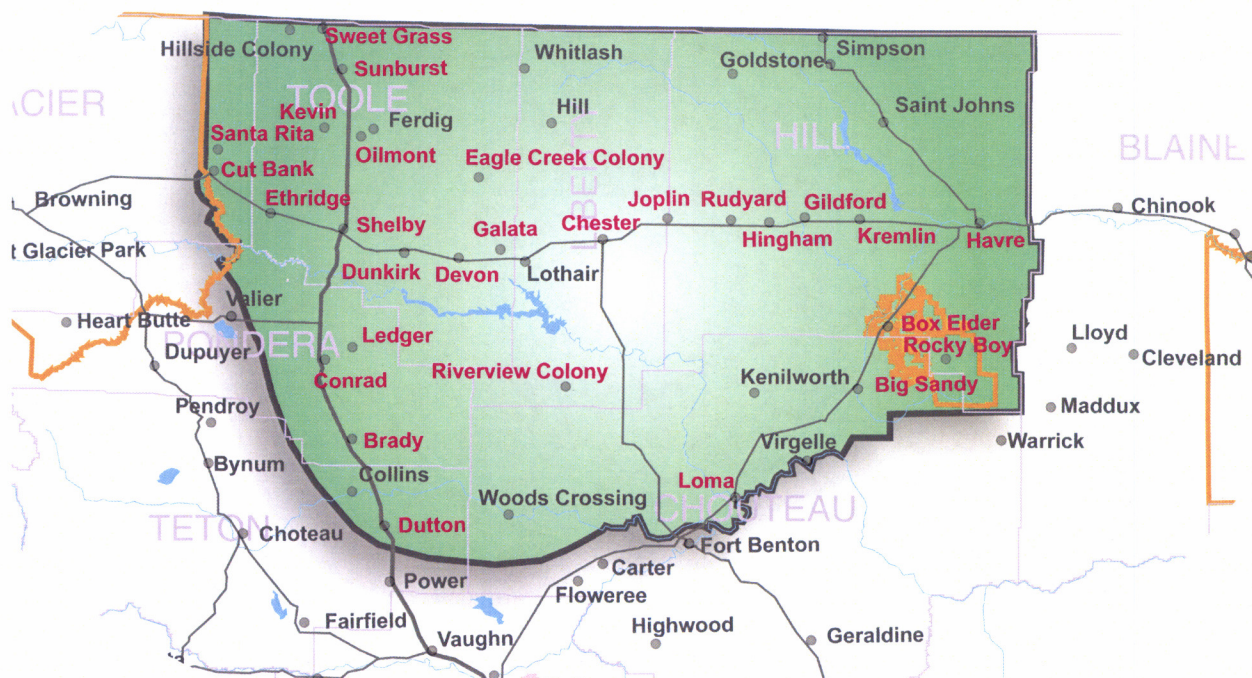 Hillside Colony
Sweet Grass
Whitlash
Simpson
Goldstone
Sunburst
ACIER
TOOLE
Kevin
Ferdig
Hill
Saint Johns
Santa Rita
Oilmont
LIBERTY
HILL
BLAINE
Cut Bank
Eagle Creek Colony
Browning
Ethridge
Joplin
Rudyard
Gildford
Chinook
Shelby
Galata
Chester
Hingham
Kremlin
Havre
t Glacier Park
Dunkirk
Devon
Lothair
Valier
Heart Butte
PONDERA
Ledger
Box Elder
Rocky Boy
Lloyd
Cleveland
Dupuyer
Conrad
Riverview Colony
Kenilworth
Big Sandy
Pendroy
Maddux
Brady
Virgelle
Warrick
Bynum
Collins
Loma
Woods Crossing
CHOUTEAU
TETON
Choteau
Dutton
Fort Benton
Power
Carter
Floweree
Fairfield
Vaughn
Highwood
Geraldine